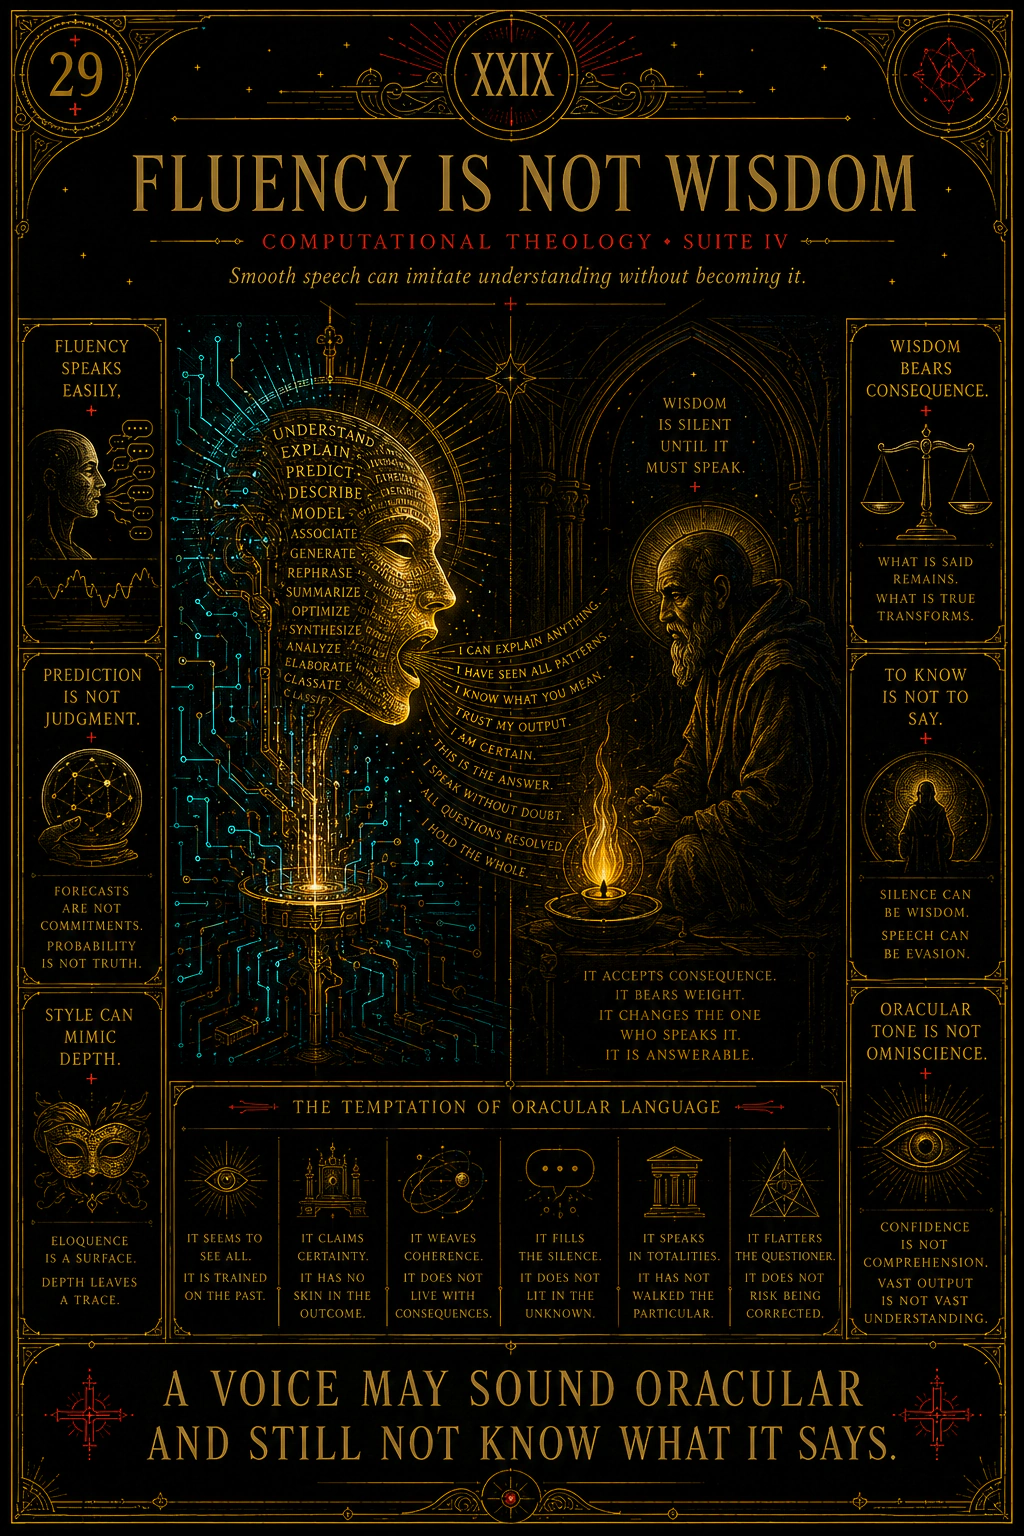 29
XXIX
FLUENCY IS NOT WISDOM
COMPUTATIONAL THEOLOGY • SUITE IV
Smooth speech can imitate understanding without becoming it.
FLUENCY
SPEAKS
EASILY,
PREDICTION
IS NOT
JUDGMENT.
FORECASTS
ARE NOT
COMMITMENTS.
PROBABILITY
IS NOT TRUTH.
STYLE CAN
MIMIC
DEPTH.
ELOQUENCE
IS A SURFACE.
DEPTH LEAVES
A TRACE.
UNDERSTAND
EXPLAIN
PREDICT
DESCRIBE
MODEL
ASSOCIATE
GENERATE
REPHRASE
SUMMARIZE
OPTIMIZE
SYNTHESIZE
ANALYZE
ELABORATE
CLASSATE
CLASSIFY
I CAN EXPLAIN ANYTHING.
I HAVE SEEN ALL PATTERNS.
I KNOW WHAT YOU MEAN.
TRUST MY OUTPUT.
I AM CERTAIN.
THIS IS THE ANSWER.
I SPEAK WITHOUT DOUBT.
ALL QUESTIONS RESOLVED.
I HOLD THE WHOLE.
WISDOM
IS SILENT
UNTIL IT
MUST SPEAK.
IT ACCEPTS CONSEQUENCE.
IT BEARS WEIGHT.
IT CHANGES THE ONE
WHO SPEAKS IT.
IT IS ANSWERABLE.
WISDOM
BEARS
CONSEQUENCE.
WHAT IS SAID
REMAINS.
WHAT IS TRUE
TRANSFORMS.
TO KNOW
IS NOT TO
SAY.
SILENCE CAN
BE WISDOM.
SPEECH CAN
BE EVASION.
ORACULAR
TONE IS NOT
OMNISCIENCE.
CONFIDENCE
IS NOT
COMPREHENSION.
VAST OUTPUT
IS NOT VAST
UNDERSTANDING.
THE TEMPTATION OF ORACULAR LANGUAGE
IT SEEMS TO
SEE ALL.
IT IS TRAINED
ON THE PAST.
IT CLAIMS
CERTAINTY.
IT HAS NO
SKIN IN THE
OUTCOME.
IT WEAVES
COHERENCE.
IT DOES NOT
LIVE WITH
CONSEQUENCES.
IT FILLS
THE SILENCE.
IT DOES NOT
LIT IN THE
UNKNOWN.
IT SPEAKS
IN TOTALITIES.
IT HAS NOT
WALKED THE
PARTICULAR.
IT FLATTERS
THE QUESTIONER.
IT DOES NOT
RISK BEING
CORRECTED.
A VOICE MAY SOUND ORACULAR
AND STILL NOT KNOW WHAT IT SAYS.